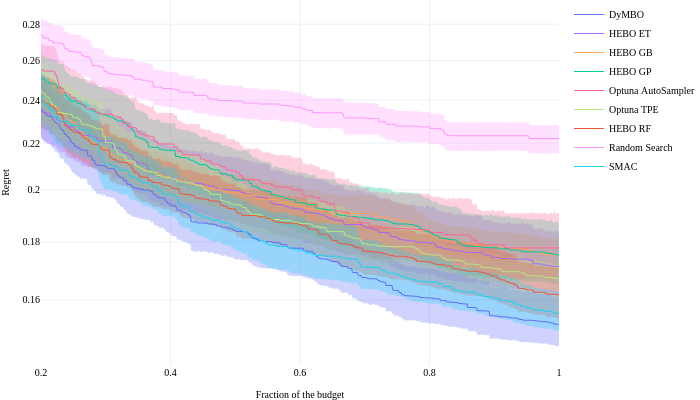 0.28
0.26
0.24
0.22
0.2
0.18
0.16
Regret
0.2
0.4
0.6
0.8
1
Fraction of the budget
DyMBO
HEBO ET
HEBO GB
HEBO GP
Optuna AutoSampler
Optuna TPE
HEBO RF
Random Search
SMAC